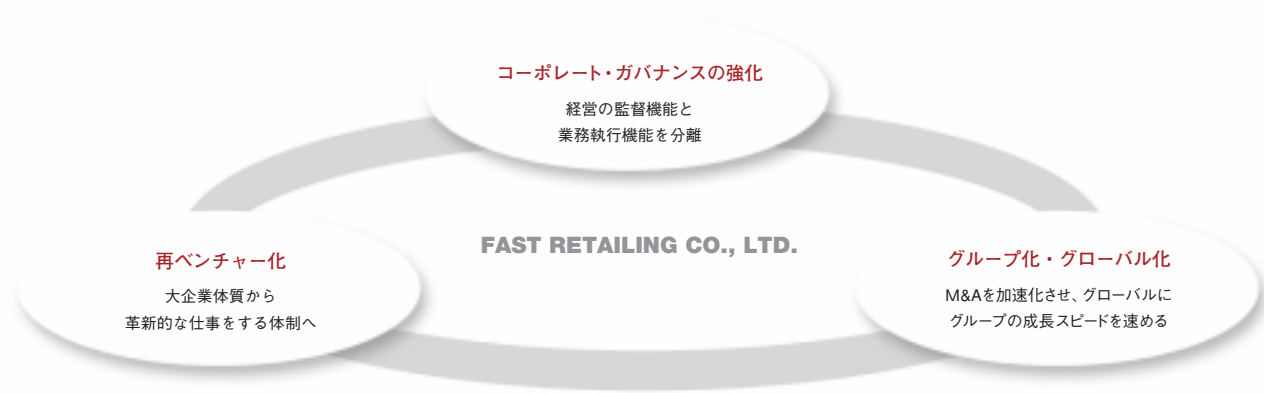 コーポレート・ガバナンスの強化
経営の監督機能と
業務執行機能を分離
FAST RETAILING CO., LTD.
再ベンチャー化
大企業体質から
革新的な仕事をする体制へ
グループ化・グローバル化
M&Aを加速化させ、グローバルに
グループの成長スピードを速める